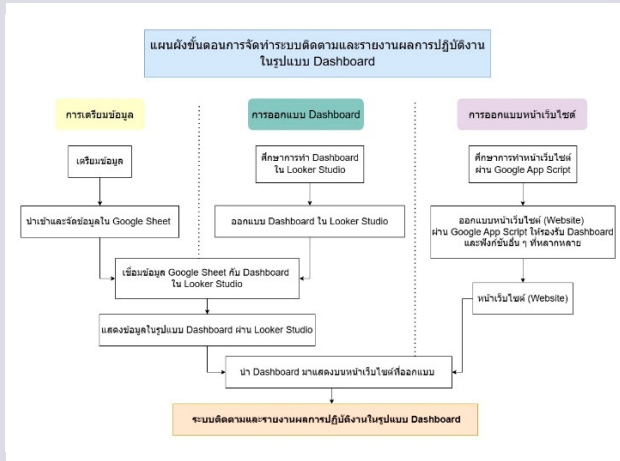 แผนผังขั้นตอนการจัดทำระบบติดตามและรายงานผลการปฏิบัติงาน
ในรูปแบบ Dashboard
การเตรียมข้อมูล
การออกแบบ Dashboard
การออกแบบหน้าเว็บไซต์
เตรียมข้อมูล
ศึกษาการทำ Dashboard
ใน Looker Studio
ศึกษาการทำหน้าเว็บไซต์
ผ่าน Google App Script
นำเข้าและจัดข้อมูลใน Google Sheet
ออกแบบ Dashboard ใน Looker Studio
ออกแบบหน้าเว็บไซต์ (Website)
ผ่าน Google App Script ให้รองรับ Dashboard
และฟังก์ชันอื่น ๆ ที่หลากหลาย
เชื่อมข้อมูล Google Sheet กับ Dashboard
ใน Looker Studio
หน้าเว็บไซต์ (Website)
แสดงข้อมูลในรูปแบบ Dashboard ผ่าน Looker Studio
นำ Dashboard มาแสดงบนหน้าเว็บไซต์ที่ออกแบบ
ระบบติดตามและรายงานผลการปฏิบัติงานในรูปแบบ Dashboard